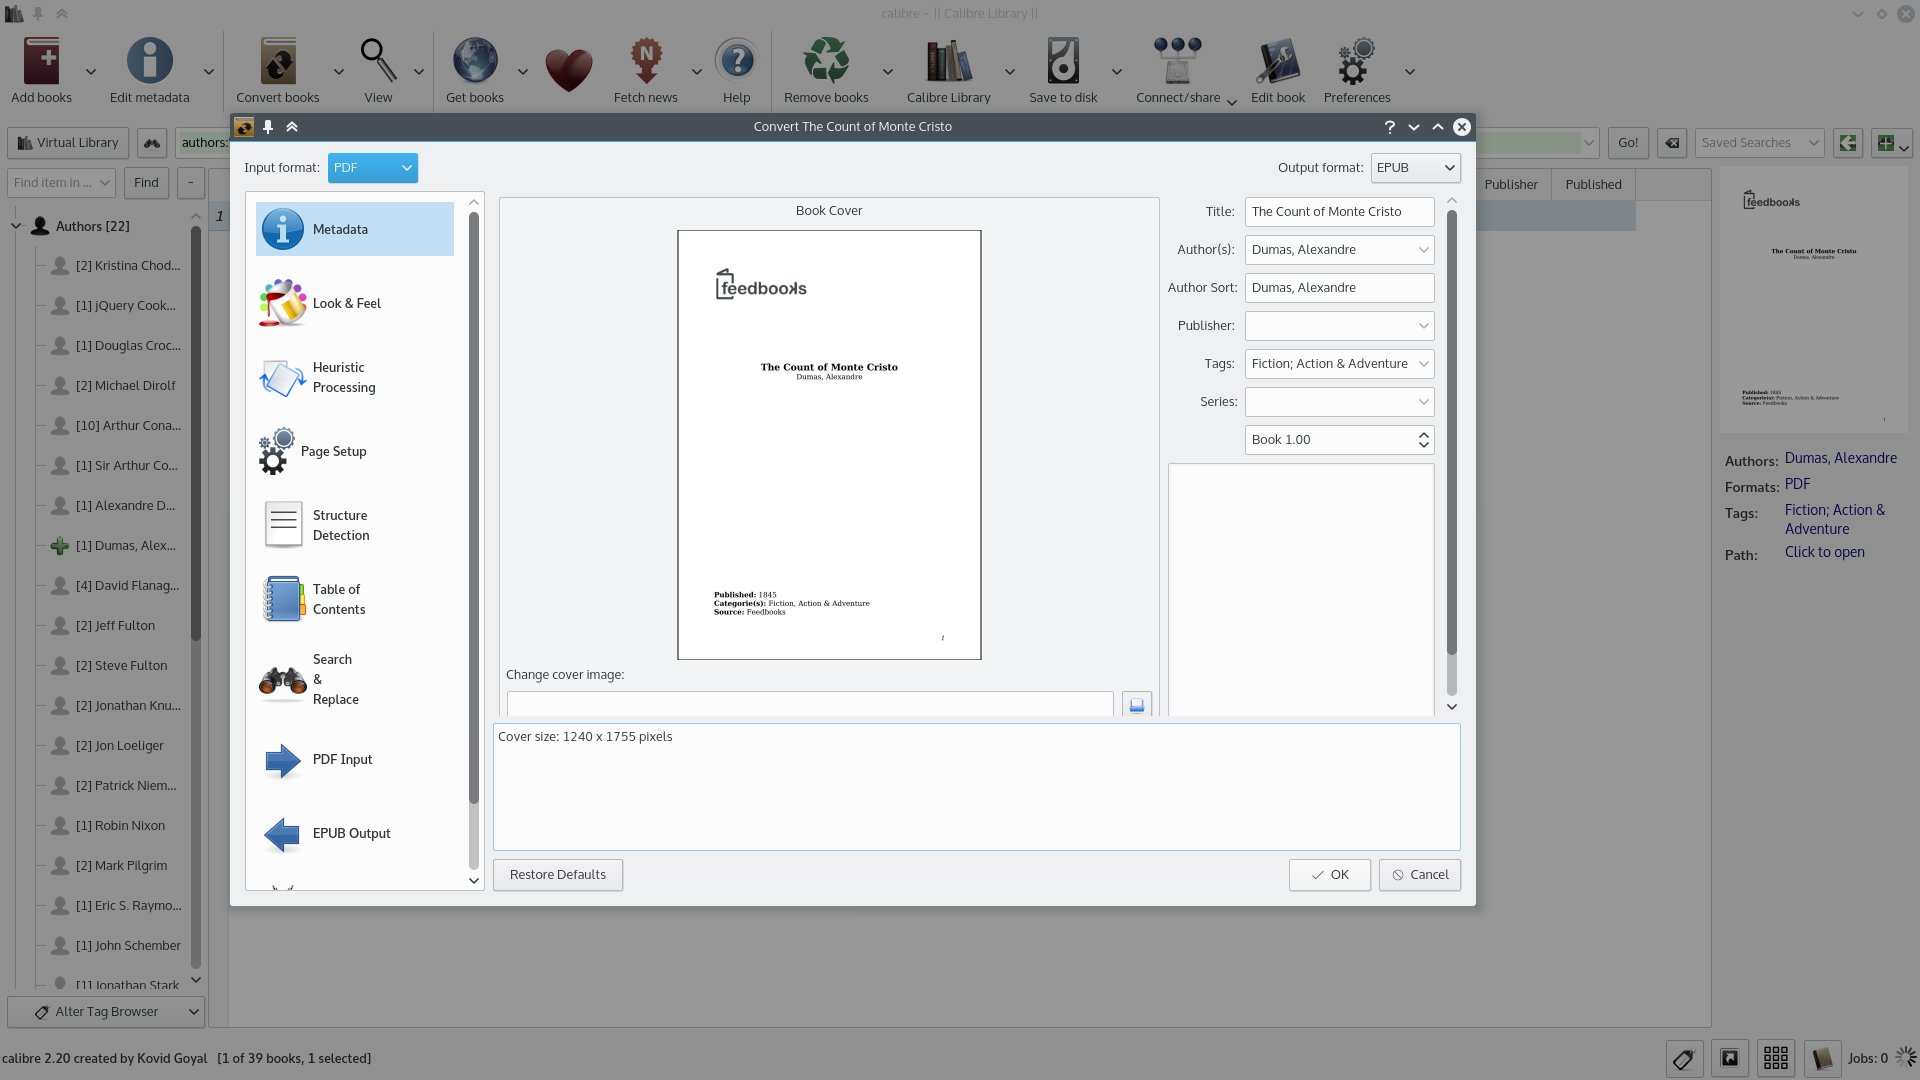 calibre - || Calibre Library ||
Add books
Edit metadata
Convert books
View
Get books
Fetch news
Help
Remove books
Calibre Library
Save to disk
Connect/share
Edit book
Preferences
Convert The Count of Monte Cristo
Virtual Library
authors:
Go!
Saved Searches
Find item in ...
Find
-
Publisher
Published
1
Authors [22]
[2] Kristina Chod...
[1] jQuery Cook...
[1] Douglas Croc...
[2] Michael Dirolf
[10] Arthur Cona...
[1] Sir Arthur Co...
[1] Alexandre D...
[1] Dumas, Alex...
[4] David Flanag...
[2] Jeff Fulton
[2] Steve Fulton
[2] Jonathan Knu...
[2] Jon Loeliger
[2] Patrick Niem...
[1] Robin Nixon
[2] Mark Pilgrim
[1] Eric S. Raymo...
[1] John Schember
[1] Jonathan Stark
Alter Tag Browser
Input format:
PDF
Output format:
EPUB
Metadata
Look & Feel
Heuristic
Processing
Page Setup
Structure
Detection
Table of
Contents
Search
&
Replace
PDF Input
EPUB Output
Book Cover
feedbooks
The Count of Monte Cristo
Dumas, Alexandre
Published: 1845
Categorie(s): Fiction, Action & Adventure
Source: Feedbooks
1
Change cover image:
Title:
The Count of Monte Cristo
Author(s):
Dumas, Alexandre
Author Sort:
Dumas, Alexandre
Publisher:
Tags:
Fiction; Action & Adventure
Series:
Book 1.00
Cover size: 1240 x 1755 pixels
Restore Defaults
OK
Cancel
feedbooks
The Count of Monte Cristo
Dumas, Alexandre
Published: 1845
Categorie(s): Fiction, Action & Adventure
Source: Feedbooks
1
Authors: Dumas, Alexandre
Formats: PDF
Tags: Fiction; Action &
Adventure
Path: Click to open
calibre 2.20 created by Kovid Goyal [1 of 39 books, 1 selected]
Jobs: 0